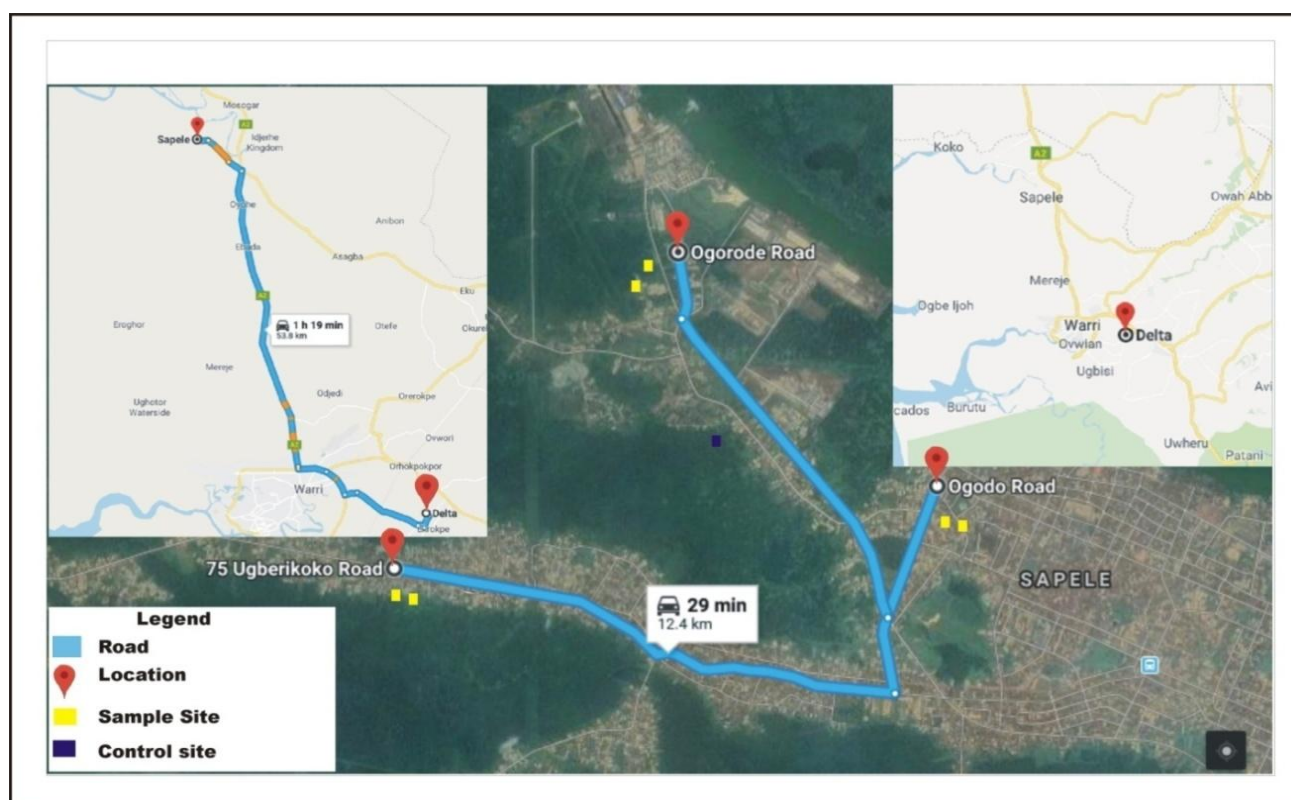 Mosogar
A2
Sapele
Idjerhe
Kingdom
Oghe
Ambon
Asagba
Eku
A2
1 h 19 min
53.8 km
Eroghor
Otefe
Mereje
Ughotor
Waterside
Odjedi
Orerokpe
Ovwori
A2
Orhokpokpor
Warri
Delta
Koko
A2
Sapele
Owah Abb
Mereje
Ogbe Ijoh
Warri
Ovwian
Delta
Ugbisi
Avi
cados
Burutu
Uwheru
Patani
Ogorode Road
Ogodo Road
75 Ugberikoko Road
SAPELE
29 min
12.4 km
Legend
Road
Location
Sample Site
Control site